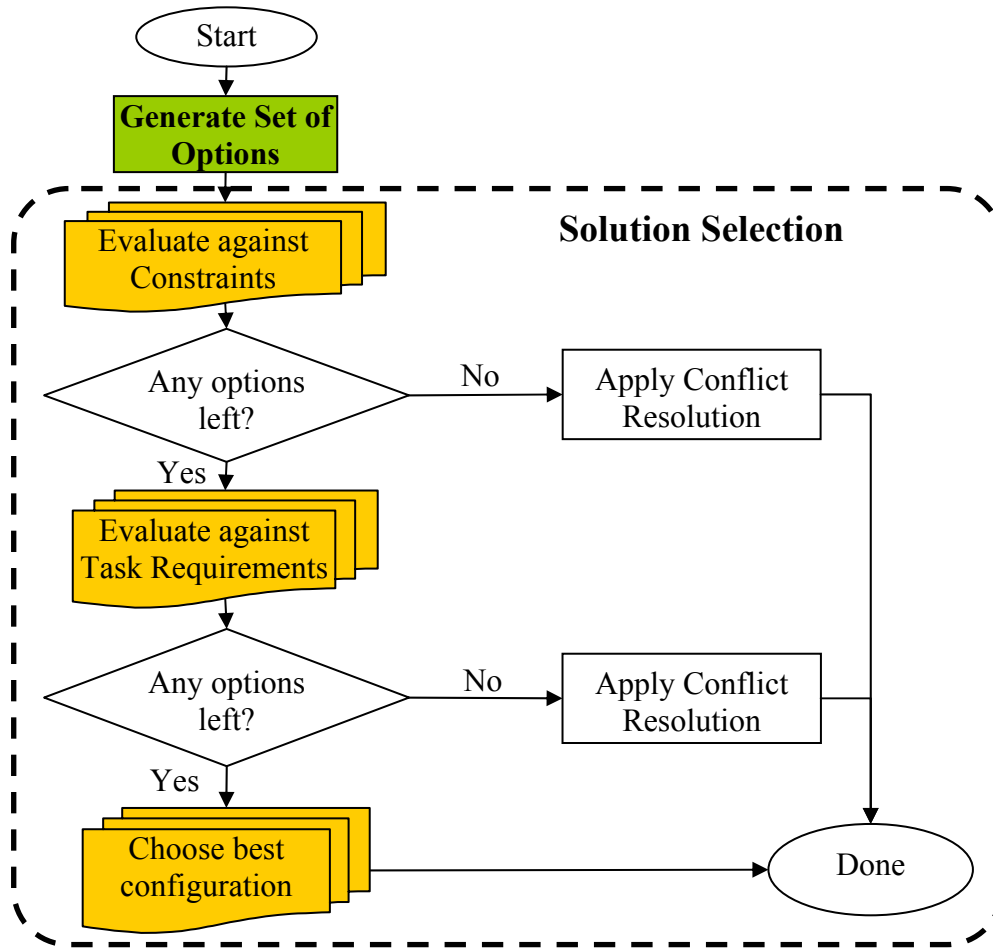 Start
Generate Set of
Options
Solution Selection
Evaluate against
Constraints
Any options
left?
No
Apply Conflict
Resolution
Yes
Evaluate against
Task Requirements
Any options
left?
No
Apply Conflict
Resolution
Yes
Choose best
configuration
Done